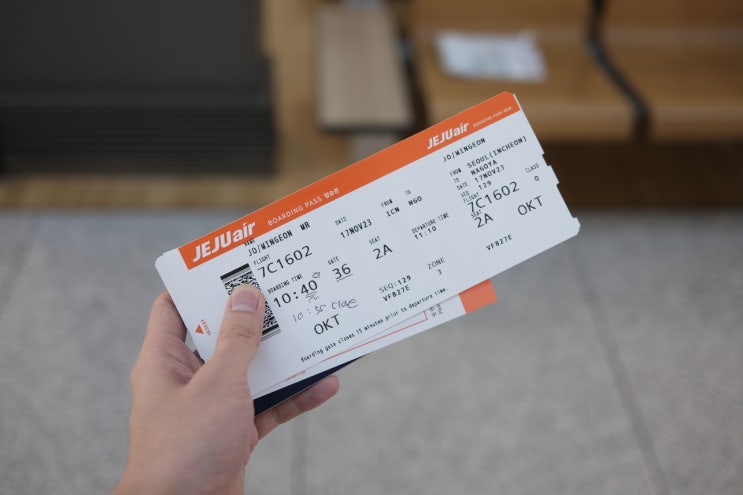 JEJUair BOARDING PASS 탑승권
NAME
JO/MINGEON MR
DATE
17NOV23
FROM TO
ICN NGO
FLIGHT
7C1602
SEAT
2A
DEPARTURE TIME
11:10
BOARDING TIME
10:40
GATE
36
SEQ:129
VF827E
ZONE
3
OKT
Boarding gate closes 15 minutes prior to departure time.
JEJUair BOARDING PASS
JO/MINGEON
FROM SEOUL(INCHEON)
TO NAGOYA
DATE 17NOV23
SEQ 129
FLIGHT
7C1602
CLASS
Q
SEAT
2A
OKT
VF827E